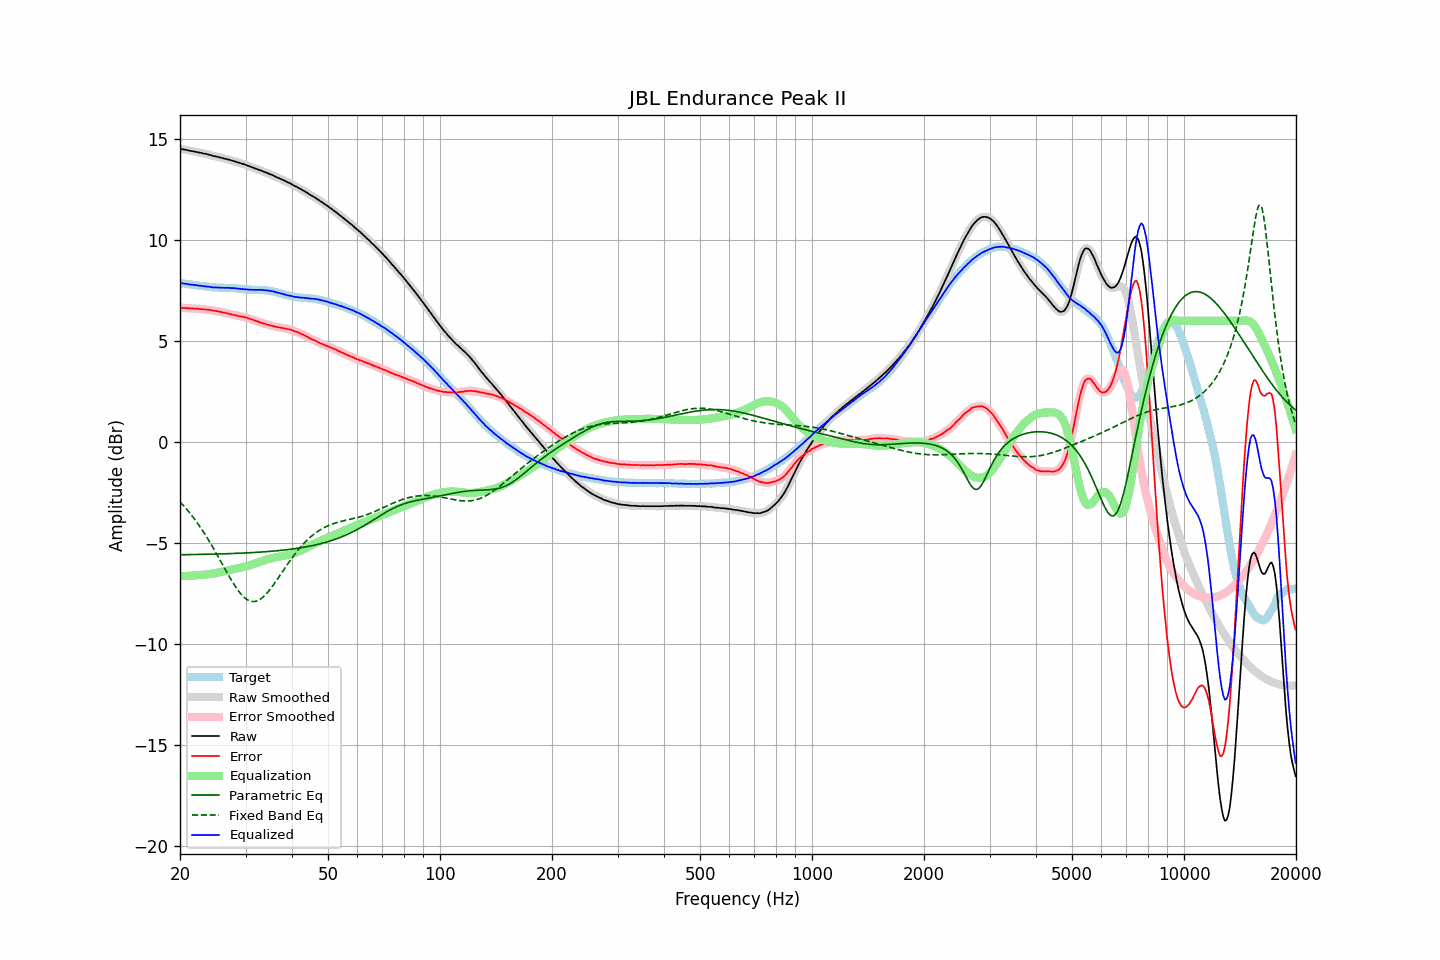 JBL Endurance Peak II
15
10
5
0
−5
−10
−15
−20
Amplitude (dBr)
Target
Raw Smoothed
Error Smoothed
Raw
Error
Equalization
Parametric Eq
Fixed Band Eq
Equalized
20 50 100 200 500 1000 2000 5000 10000 20000
Frequency (Hz)